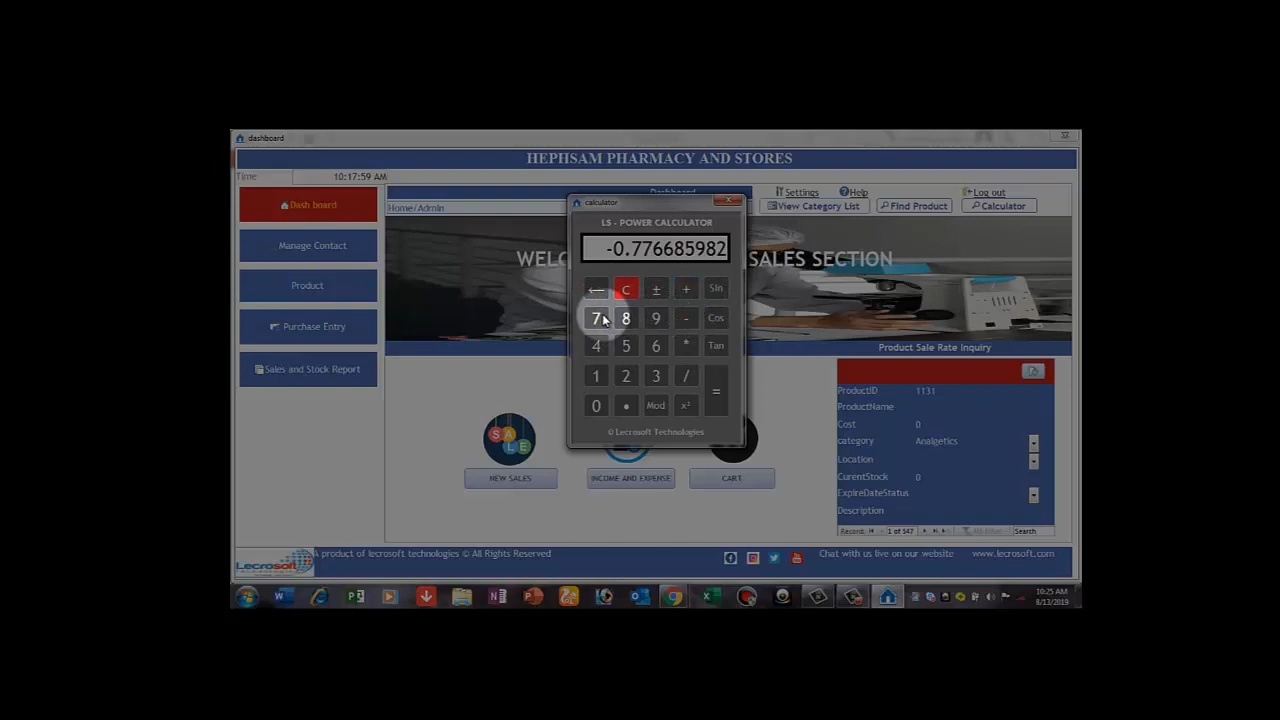 dashboard
HEPHSAM PHARMACY AND STORES
Time 10:17:59 AM
Dash board
Manage Contact
Product
Purchase Entry
Sales and Stock Report
Dashboard
Home/Admin
Settings Help Log out
View Category List Find Product Calculator
WELC SALES SECTION
calculator
LS - POWER CALCULATOR
-0.776685982
← C ± + Sin
7 8 9 - Cos
4 5 6 * Tan
1 2 3 / =
0 . Mod x²
© Lecrosoft Technologies
Product Sale Rate Inquiry
ProductID 1131
ProductName
Cost 0
category Analgetics
Location
CurentStock 0
ExpireDateStatus
Description
Record: 1 of 547 Search
SALE
NEW SALES
INCOME AND EXPENSE
CART
Lecrosoft
A product of lecrosoft technologies © All Rights Reserved
Chat with us live on our website www.lecrosoft.com
10:25 AM
8/13/2019